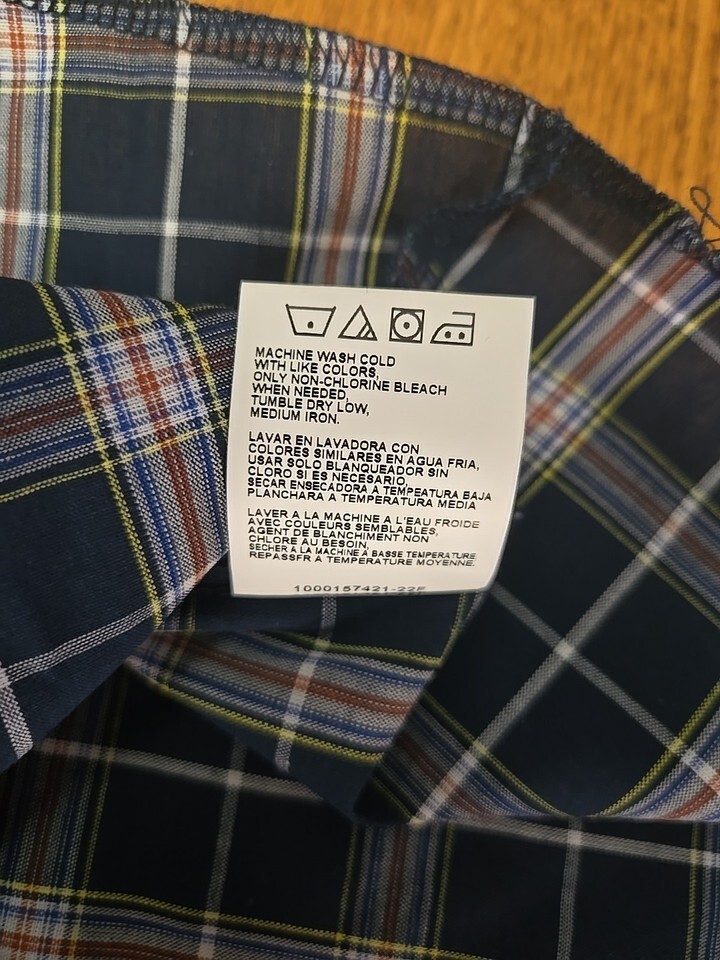 MACHINE WASH COLD
WITH LIKE COLORS,
ONLY NON-CHLORINE BLEACH
WHEN NEEDED,
TUMBLE DRY LOW,
MEDIUM IRON.
LAVAR EN LAVADORA CON
COLORES SIMILARES EN AGUA FRIA,
USAR SOLO BLANQUEADOR SIN
CLORO SI ES NECESARIO,
SECAR ENSECADORA A TEMPEATURA BAJA
PLANCHARA A TEMPERATURA MEDIA
LAVER A LA MACHINE A L'EAU FROIDE
AVEC COULEURS SEMBLABLES,
AGENT DE BLANCHIMENT NON
CHLORE AU BESOIN,
SECHER A LA MACHINE A BASSE TEMPERATURE
REPASSFR A TEMPERATURE MOYENNE.
1000157421-22F